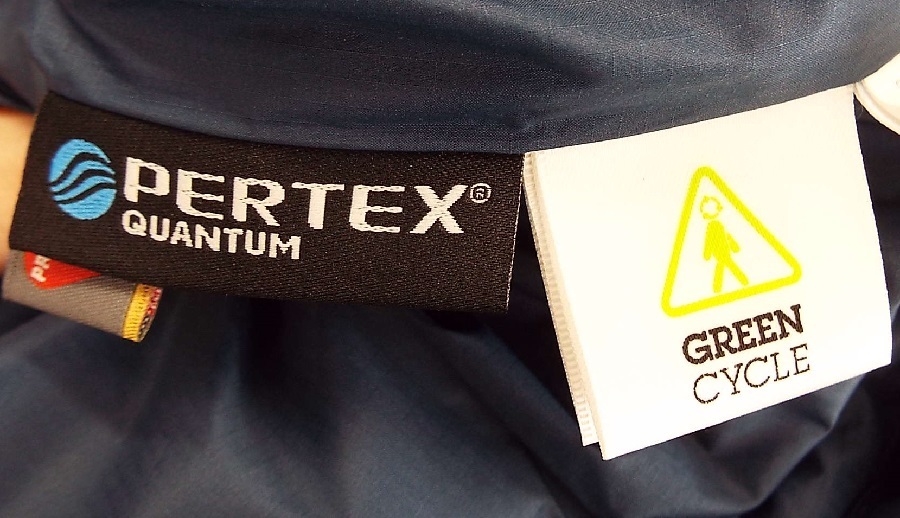 PERTEX®
QUANTUM
GREEN
CYCLE